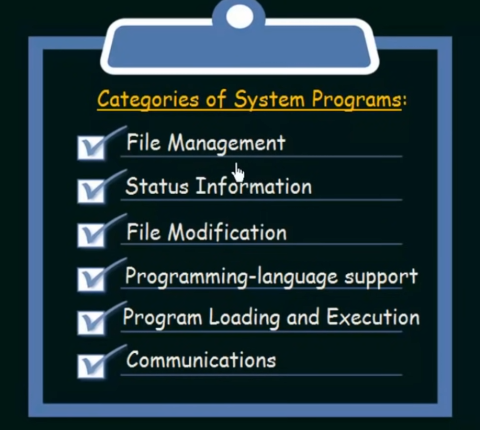 Categories of System Programs:
File Management
Status Information
File Modification
Programming-language support
Program Loading and Execution
Communications